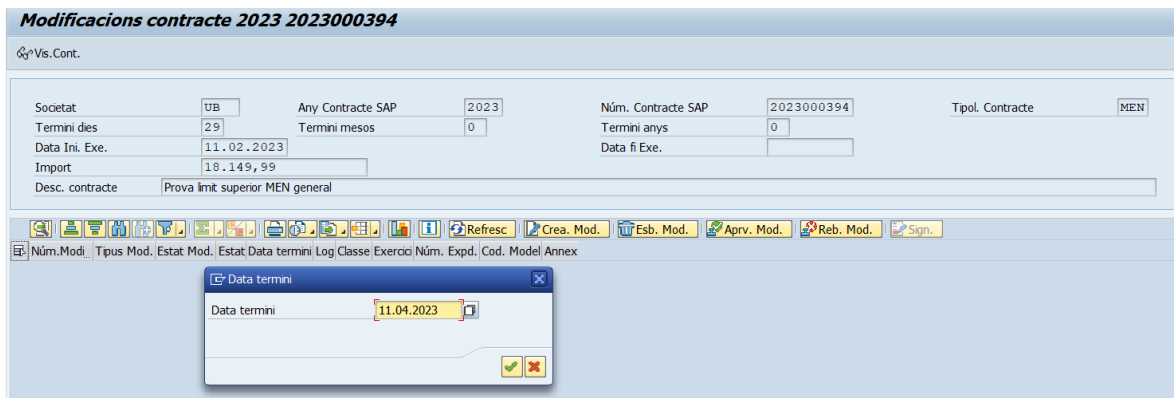 Modificacions contracte 2023 2023000394
Vis.Cont.
Societat UB Any Contracte SAP 2023 Núm. Contracte SAP 2023000394 Tipol. Contracte MEN
Termini dies 29 Termini mesos 0 Termini anys 0
Data Ini. Exe. 11.02.2023 Data fi Exe.
Import 18.149,99
Desc. contracte Prova limit superior MEN general
Refresc Crea. Mod. Esb. Mod. Aprv. Mod. Reb. Mod. Sign.
Núm.Modi Tipus Mod. Estat Mod. Estat Data termini Log Classe Exercici Núm. Expd. Cod. Model Annex
Data termini
Data termini 11.04.2023